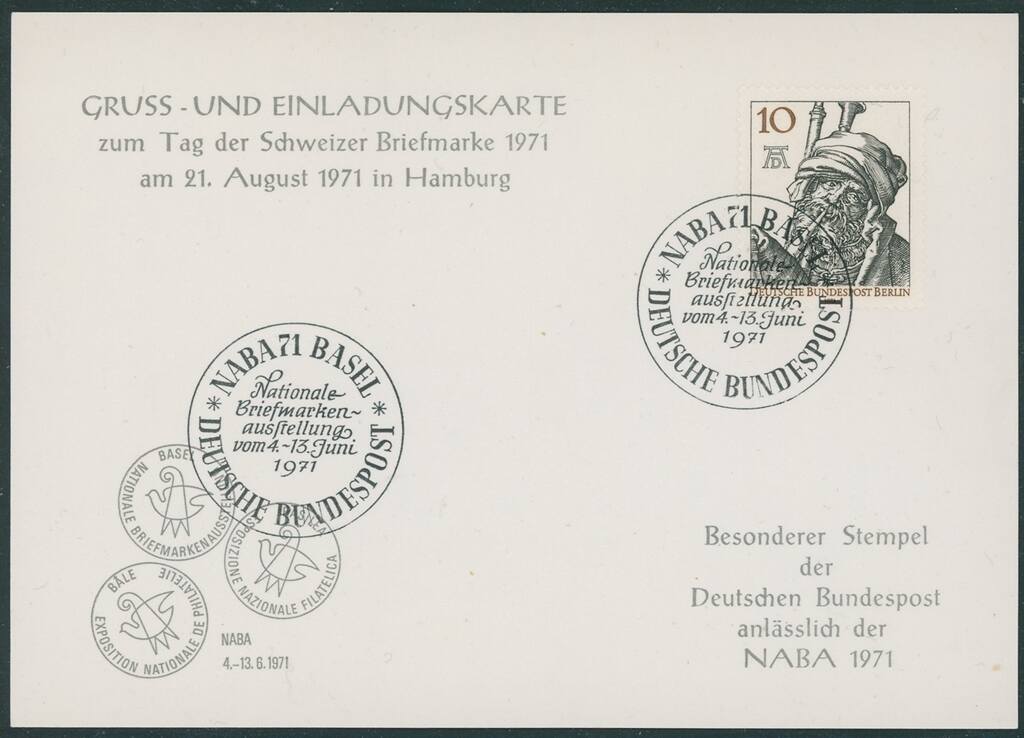 GRUSS - UND EINLADUNGSKARTE
zum Tag der Schweizer Briefmarke 1971
am 21. August 1971 in Hamburg
10
AD
DEUTSCHE BUNDESPOST BERLIN
NABA 71 BASEL
Nationale
Briefmarken
ausstellung
vom 4.-13. Juni
1971
* DEUTSCHE BUNDESPOST *
NABA 71 BASEL
Nationale
Briefmarken-
ausstellung
vom 4.-13. Juni
1971
* DEUTSCHE BUNDESPOST *
BASEL
NATIONALE BRIEFMARKENAUSSTE
ESPOSIZIONE NAZIONALE FILATELICA
BÂLE
EXPOSITION NATIONALE DE PHILATELIE
NABA
4.–13. 6. 1971
Besonderer Stempel
der
Deutschen Bundespost
anlässlich der
NABA 1971